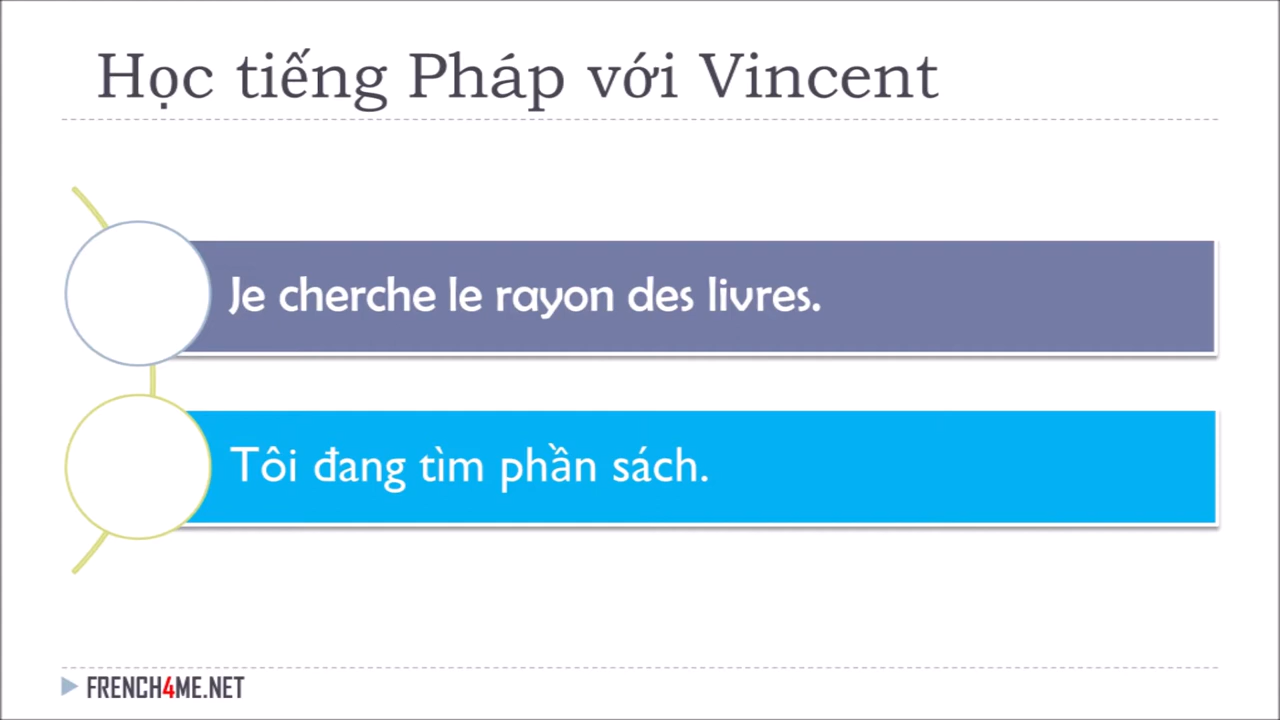 Học tiếng Pháp với Vincent
Je cherche le rayon des livres.
Tôi đang tìm phần sách.
FRENCH4ME.NET